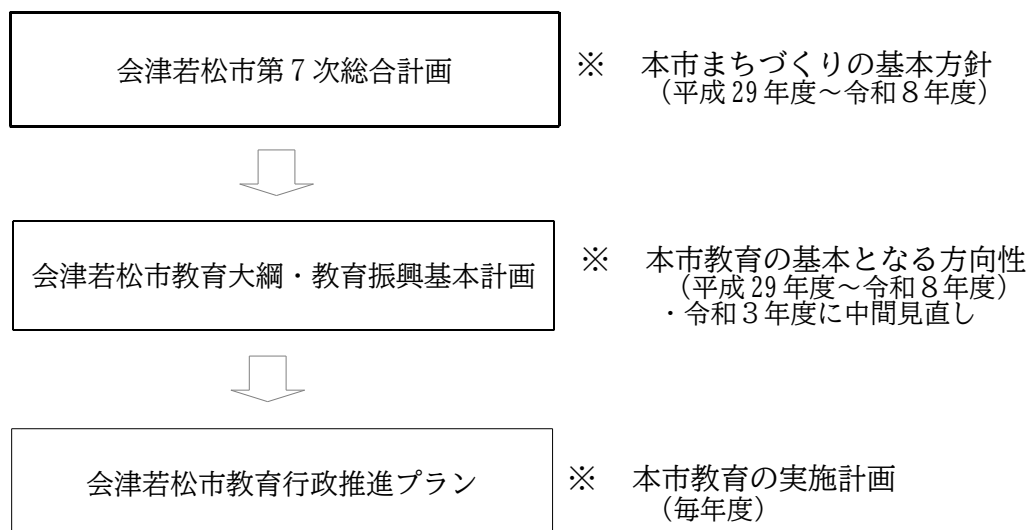 会津若松市第７次総合計画
※　本市まちづくりの基本方針
（平成 29 年度～令和８年度）
会津若松市教育大綱・教育振興基本計画
※　本市教育の基本となる方向性
（平成 29 年度～令和８年度）
・令和３年度に中間見直し
会津若松市教育行政推進プラン
※　本市教育の実施計画
（毎年度）